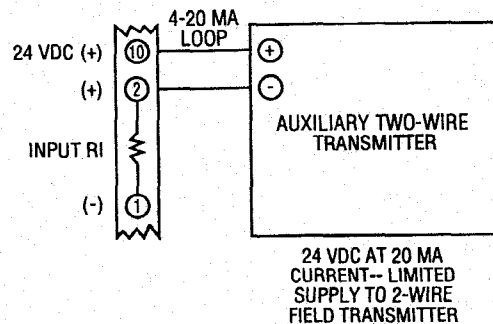 4-20 MA
LOOP
24 VDC (+) 10 +
(+) 2 -
AUXILIARY TWO-WIRE
TRANSMITTER
INPUT RI
(-) 1
24 VDC AT 20 MA
CURRENT-- LIMITED
SUPPLY TO 2-WIRE
FIELD TRANSMITTER